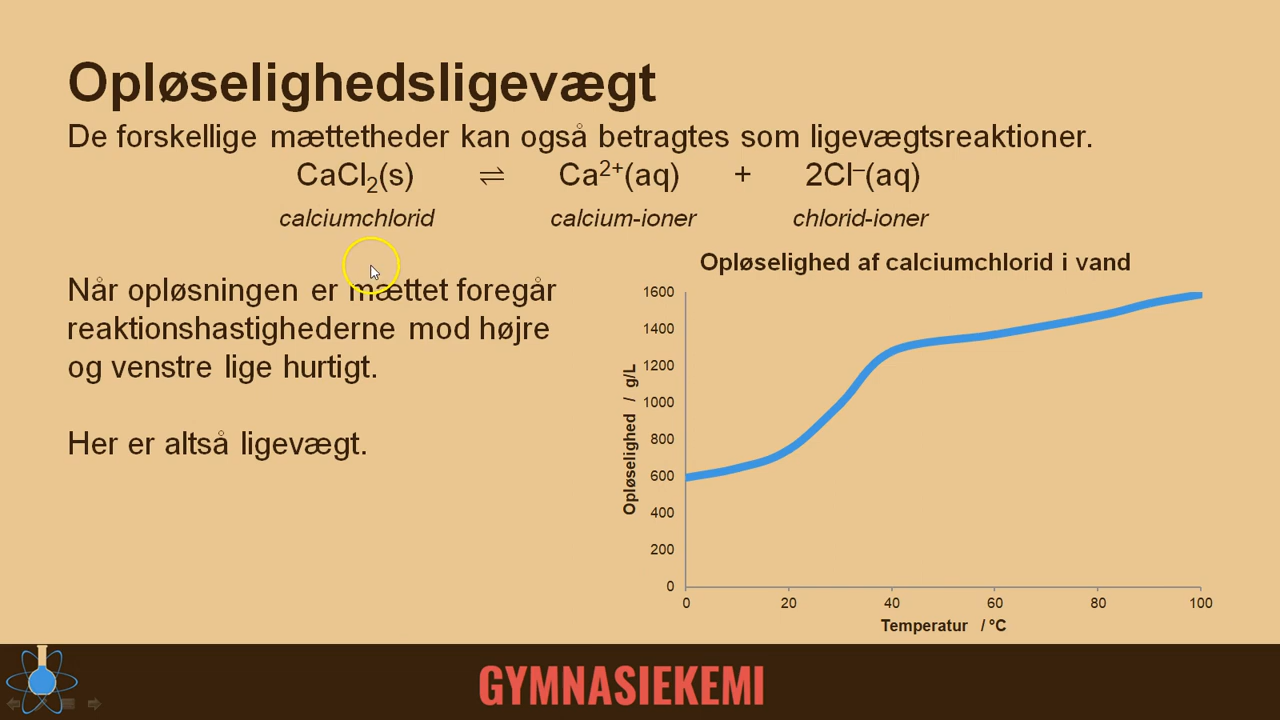 Opløselighedsligevægt
De forskellige mættetheder kan også betragtes som ligevægtsreaktioner.
CaCl₂(s) ⇌ Ca²⁺(aq) + 2Cl⁻(aq)
calciumchlorid calcium-ioner chlorid-ioner
Når opløsningen er mættet foregår
reaktionshastighederne mod højre
og venstre lige hurtigt.
Her er altså ligevægt.
Opløselighed af calciumchlorid i vand
Opløselighed / g/L
1600
1400
1200
1000
800
600
400
200
0
0 20 40 60 80 100
Temperatur / °C
GYMNASIEKEMI